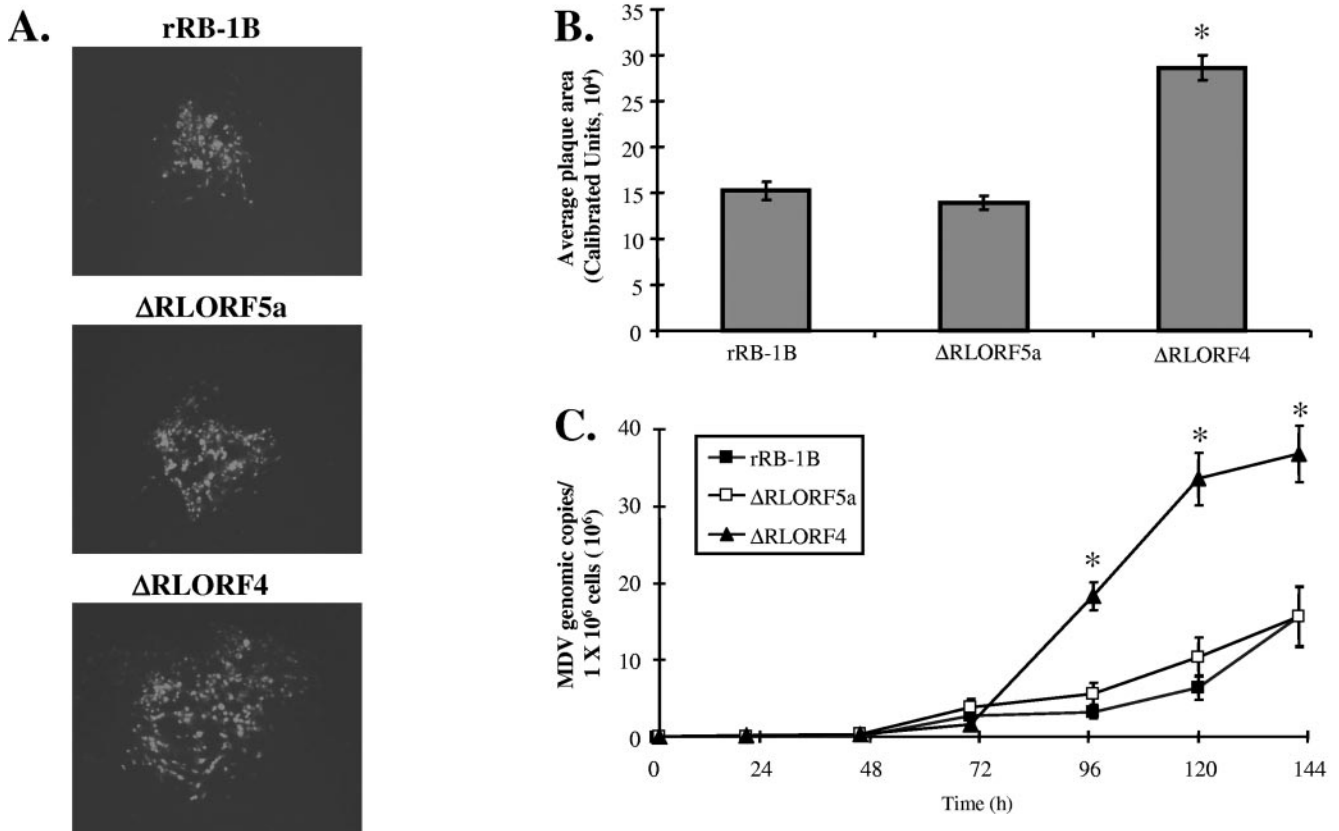 A.
rRB-1B
ΔRLORF5a
ΔRLORF4
B.
Average plaque area
(Calibrated Units, 10⁴)
35
30
25
20
15
10
5
0
*
rRB-1B
ΔRLORF5a
ΔRLORF4
C.
MDV genomic copies/
1 X 10⁶ cells (10⁶)
40
30
20
10
0
rRB-1B
ΔRLORF5a
ΔRLORF4
*
*
*
0 24 48 72 96 120 144
Time (h)